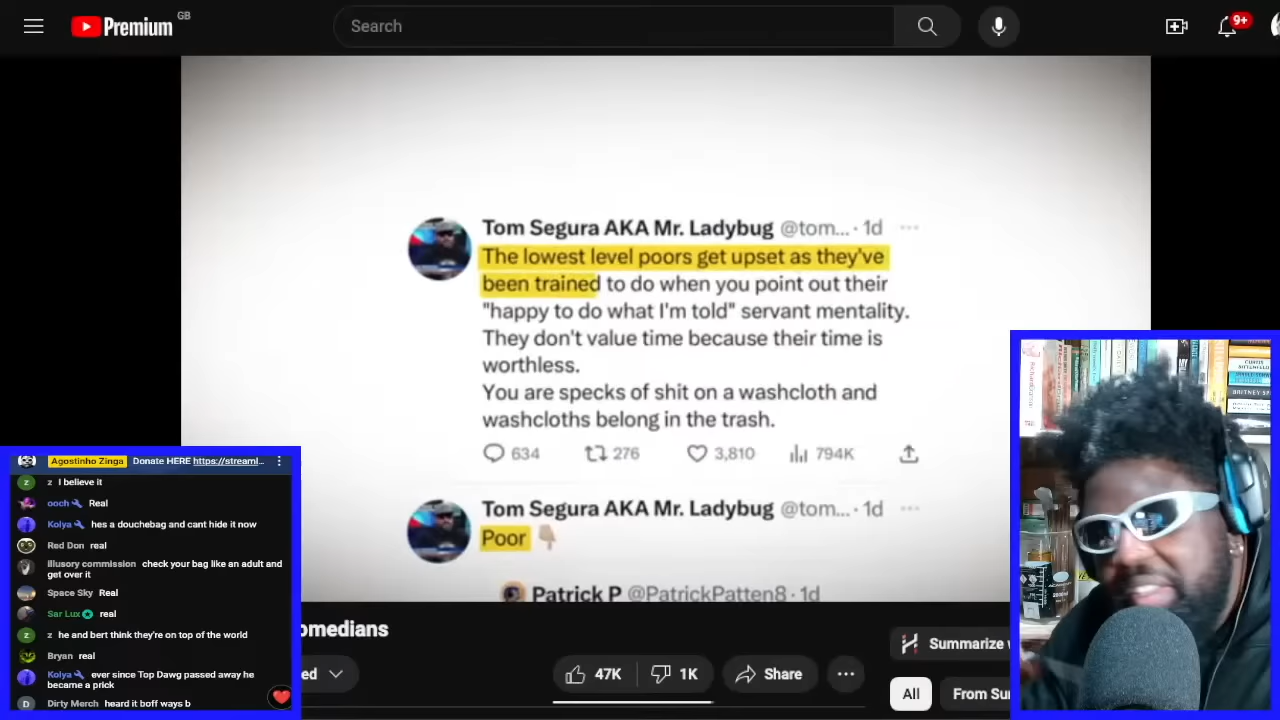 Premium GB
Search
9+
Tom Segura AKA Mr. Ladybug @tom... · 1d
The lowest level poors get upset as they've
been trained to do when you point out their
"happy to do what I'm told" servant mentality.
They don't value time because their time is
worthless.
You are specks of shit on a washcloth and
washcloths belong in the trash.
634 276 3,810 794K
Tom Segura AKA Mr. Ladybug @tom... · 1d
Poor
Patrick P @PatrickPatten8 · 1d
omedians
Summarize
ed
47K 1K Share
All From Su
Agostinho Zinga Donate HERE https://streaml...
z I believe it
ooch Real
Kolya hes a douchebag and cant hide it now
Red Don real
illusory commission check your bag like an adult and
get over it
Space Sky Real
Sar Lux real
z he and bert think they're on top of the world
Bryan real
Kolya ever since Top Dawg passed away he
became a prick
Dirty Merch heard it boff ways b
BRITNEY SP